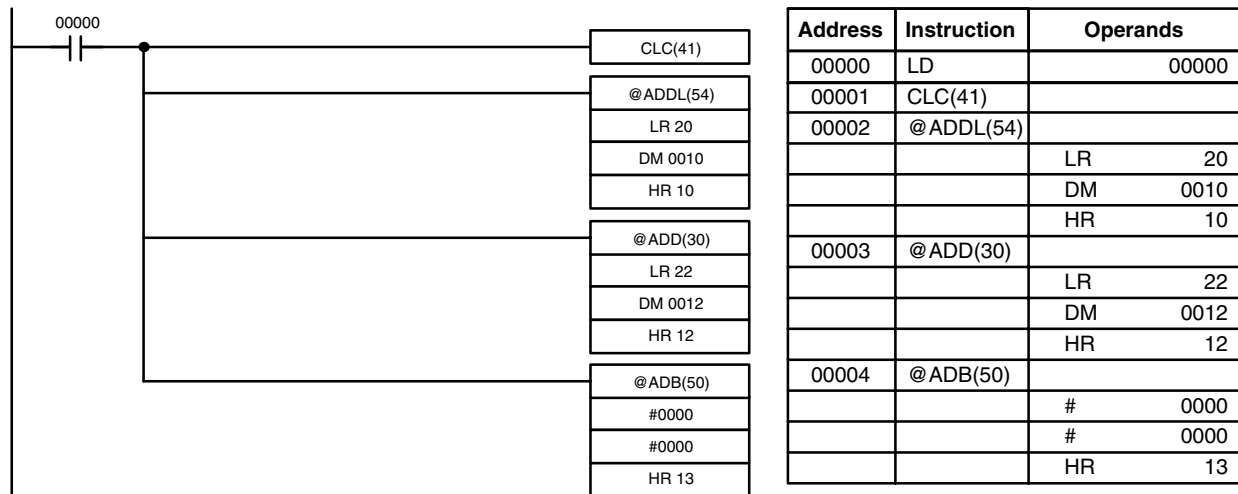 00000
CLC(41)
@ADDL(54)
LR 20
DM 0010
HR 10
@ADD(30)
LR 22
DM 0012
HR 12
@ADB(50)
#0000
#0000
HR 13
Address Instruction Operands
00000 LD 00000
00001 CLC(41)
00002 @ADDL(54)
LR 20
DM 0010
HR 10
00003 @ADD(30)
LR 22
DM 0012
HR 12
00004 @ADB(50)
# 0000
# 0000
HR 13